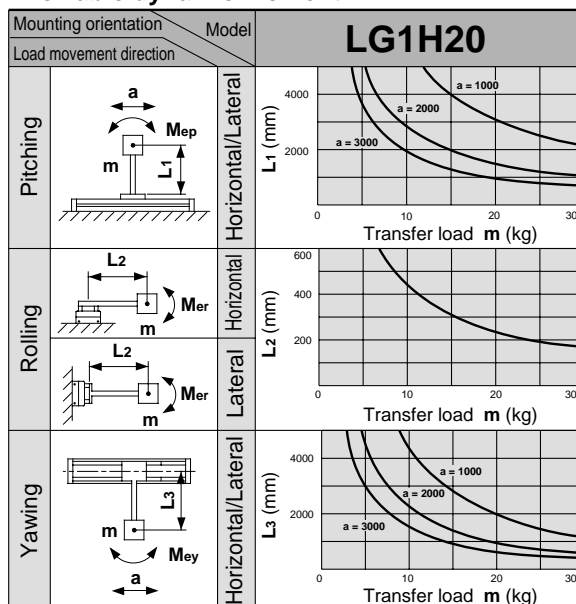 Mounting orientation
Model
Load movement direction
LG1H20
Pitching
a
Mep
m
L1
Horizontal/Lateral
L1 (mm)
4000
2000
a = 1000
a = 2000
a = 3000
0
10
20
30
Transfer load m (kg)
Rolling
L2
Mer
m
Horizontal
L2
Mer
m
Lateral
L2 (mm)
600
400
200
0
10
20
30
Transfer load m (kg)
Yawing
L3
m
Mey
a
Horizontal/Lateral
L3 (mm)
4000
2000
a = 1000
a = 2000
a = 3000
0
10
20
30
Transfer load m (kg)